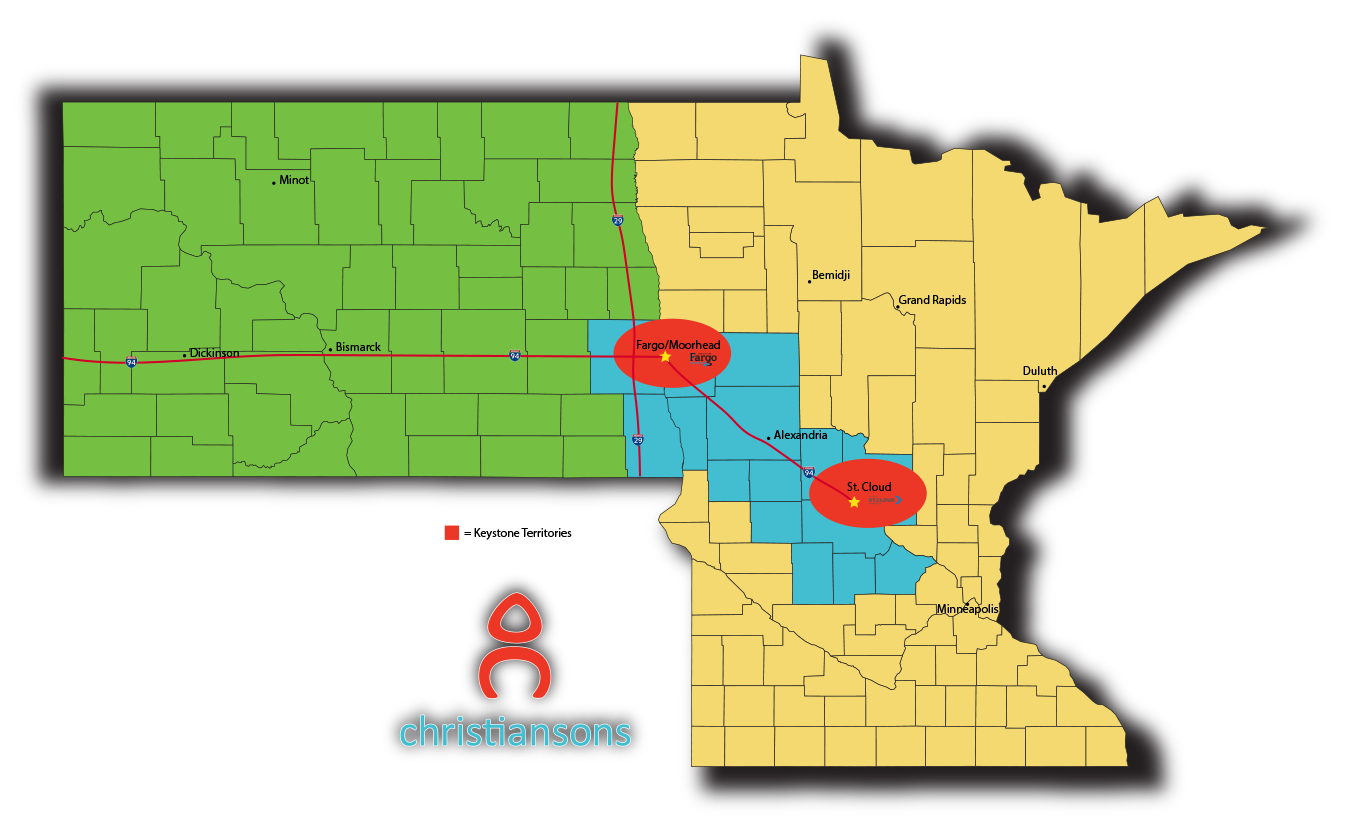 Minot
29
Bemidji
Grand Rapids
Fargo/Moorhead
Fargo
Bismarck
Dickinson
94
94
Duluth
Alexandria
29
94
St. Cloud
= Keystone Territories
Minneapolis
christiansons